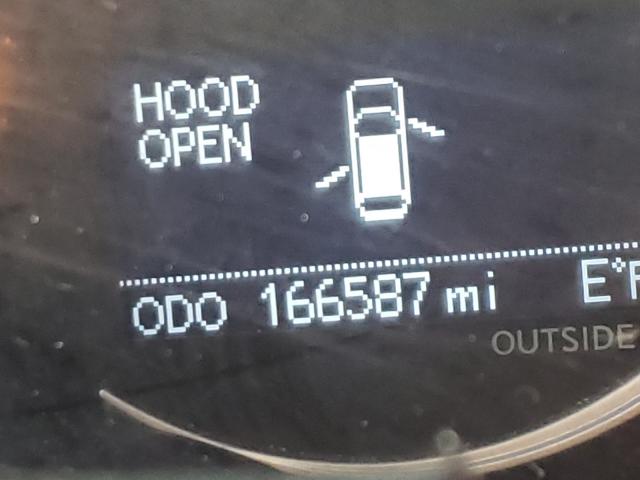 HOOD
OPEN
ODO 166587 mi E°F
OUTSIDE